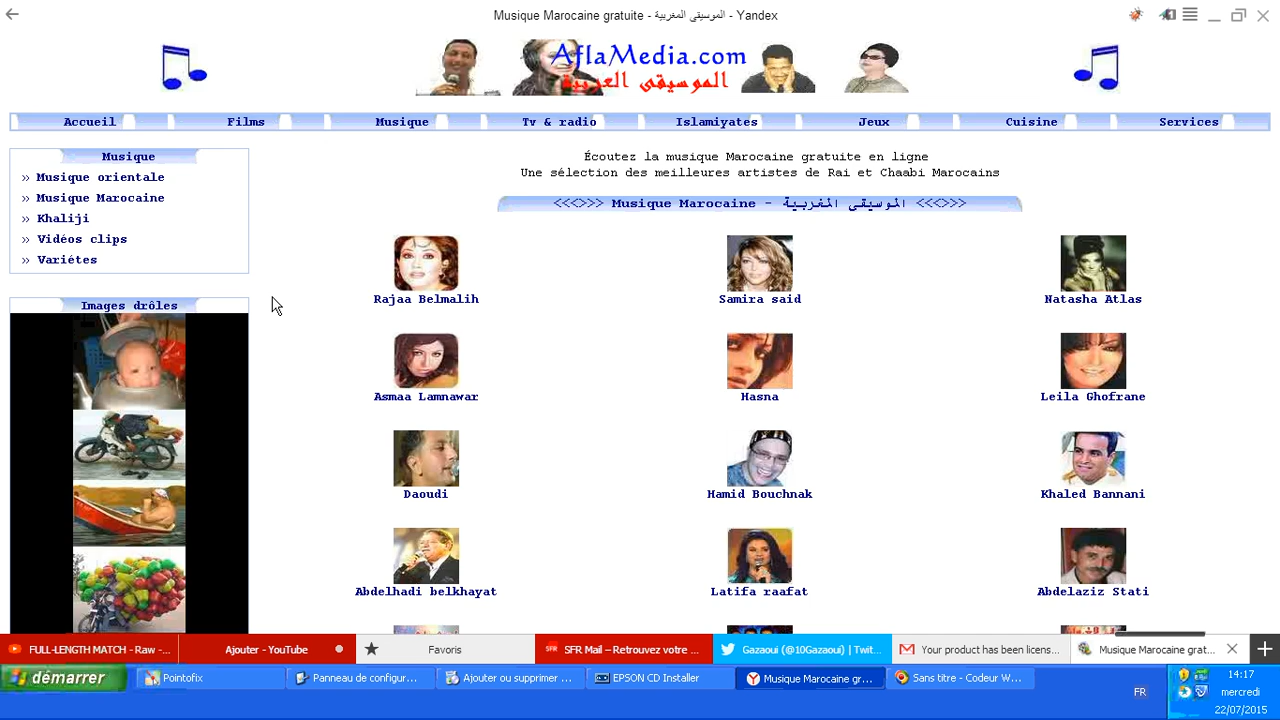 Musique Marocaine gratuite - الموسيقى المغربية - Yandex
AflaMedia.com
الموسيقى العربية
Accueil
Films
Musique
Tv & radio
Islamiyates
Jeux
Cuisine
Services
Musique
» Musique orientale
» Musique Marocaine
» Khaliji
» Vidéos clips
» Variétes
Images drôles
Écoutez la musique Marocaine gratuite en ligne
Une sélection des meilleures artistes de Rai et Chaabi Marocains
<<<>>> Musique Marocaine - الموسيقى المغربية <<<>>>
Rajaa Belmalih
Samira said
Natasha Atlas
Asmaa Lamnawar
Hasna
Leila Ghofrane
Daoudi
Hamid Bouchnak
Khaled Bannani
Abdelhadi belkhayat
Latifa raafat
Abdelaziz Stati
FULL-LENGTH MATCH - Raw -...
Ajouter - YouTube
Favoris
SFR Mail – Retrouvez votre ...
Gazaoui (@10Gazaoui) | Twit...
Your product has been licens...
Musique Marocaine grat...
démarrer
Pointofix
Panneau de configur...
Ajouter ou supprimer ...
EPSON CD Installer
Musique Marocaine gr...
Sans titre - Codeur W...
FR
14:17
mercredi
22/07/2015